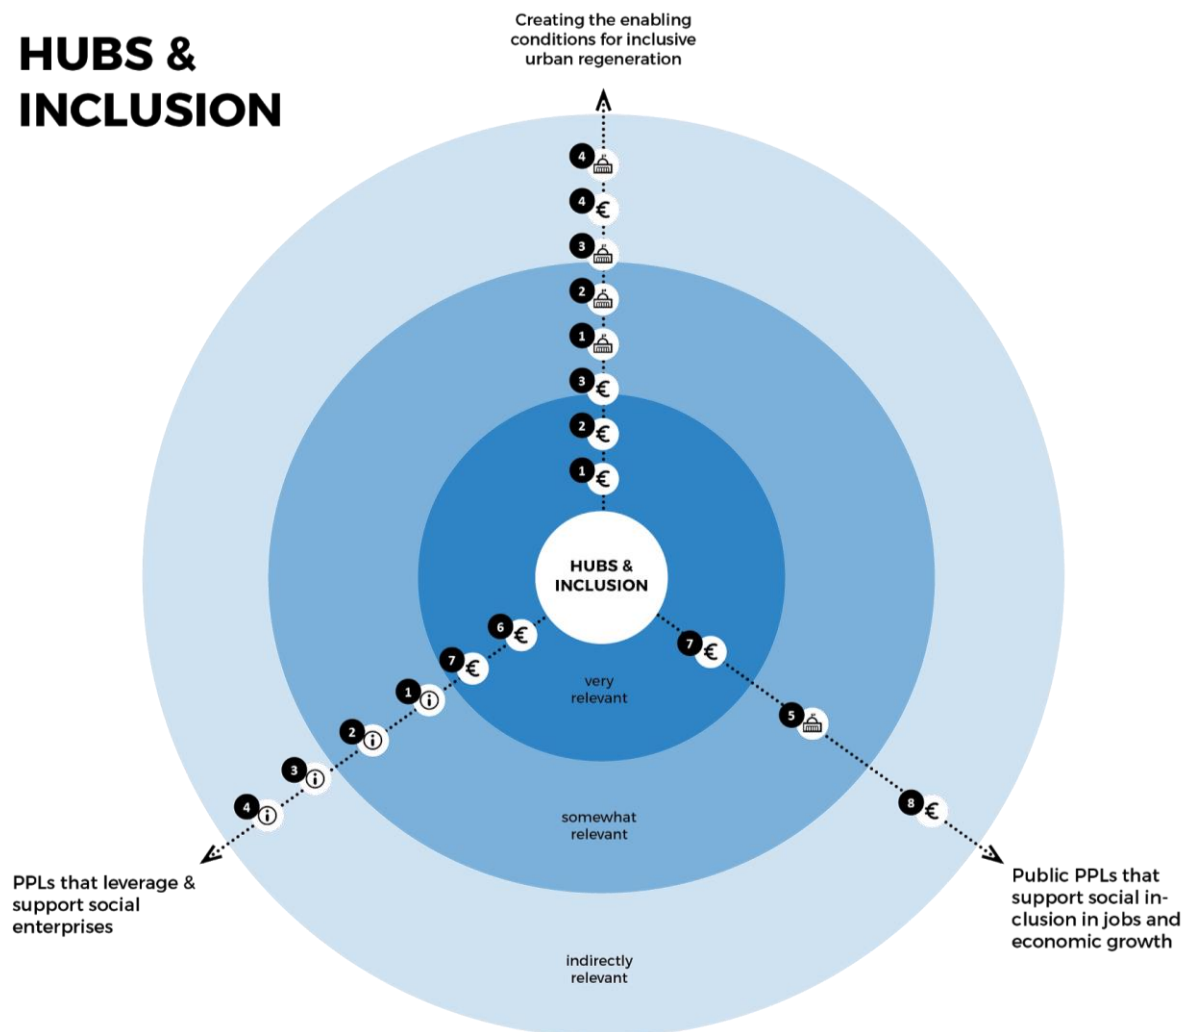 HUBS &
INCLUSION
Creating the enabling
conditions for inclusive
urban regeneration
4
4
€
3
2
1
3
€
2
€
1
€
HUBS &
INCLUSION
6
€
7
€
7
€
very
relevant
1
i
2
i
5
3
i
4
i
8
€
somewhat
relevant
PPLs that leverage &
support social
enterprises
Public PPLs that
support social in-
clusion in jobs and
economic growth
indirectly
relevant